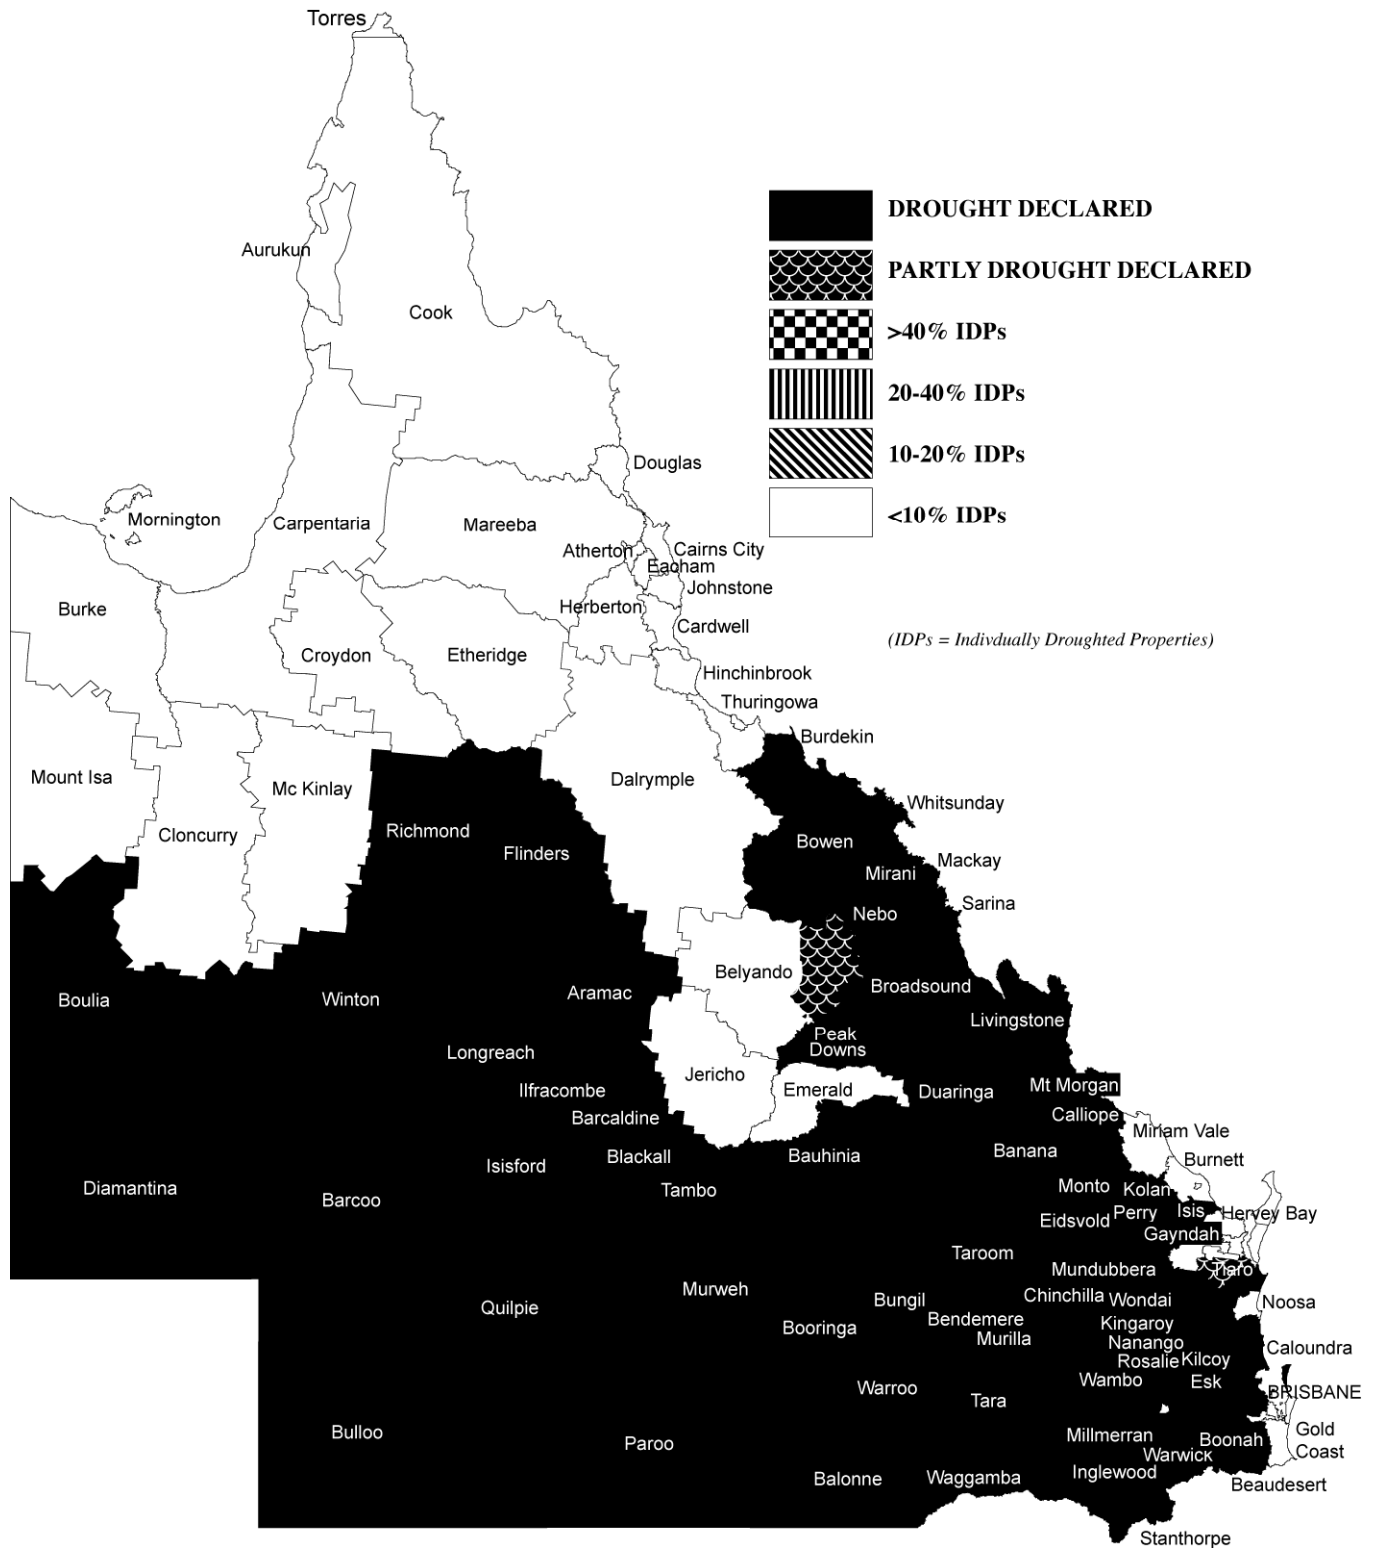 Torres
DROUGHT DECLARED
Aurukun
PARTLY DROUGHT DECLARED
Cook
>40% IDPs
20-40% IDPs
Douglas
10-20% IDPs
Mornington
Carpentaria
Mareeba
<10% IDPs
Atherton
Cairns City
Eacham
Johnstone
Burke
Herberton
Cardwell
(IDPs = Indivdually Droughted Properties)
Croydon
Etheridge
Hinchinbrook
Thuringowa
Burdekin
Mount Isa
Dalrymple
Mc Kinlay
Whitsunday
Cloncurry
Richmond
Bowen
Flinders
Mackay
Mirani
Sarina
Nebo
Belyando
Broadsound
Boulia
Winton
Aramac
Livingstone
Peak
Downs
Longreach
Jericho
Emerald
Mt Morgan
Ilfracombe
Duaringa
Barcaldine
Calliope
Miriam Vale
Isisford
Blackall
Bauhinia
Banana
Burnett
Diamantina
Barcoo
Tambo
Monto
Kolan
Eidsvold
Perry
Isis
Hervey Bay
Gayndah
Taroom
Mundubbera
Tiaro
Murweh
Chinchilla
Wondai
Noosa
Quilpie
Bungil
Booringa
Bendemere
Kingaroy
Murilla
Nanango
Caloundra
Rosalie
Kilcoy
Warroo
Wambo
Esk
BRISBANE
Tara
Bulloo
Paroo
Millmerran
Boonah
Gold
Coast
Warwick
Balonne
Waggamba
Inglewood
Beaudesert
Stanthorpe